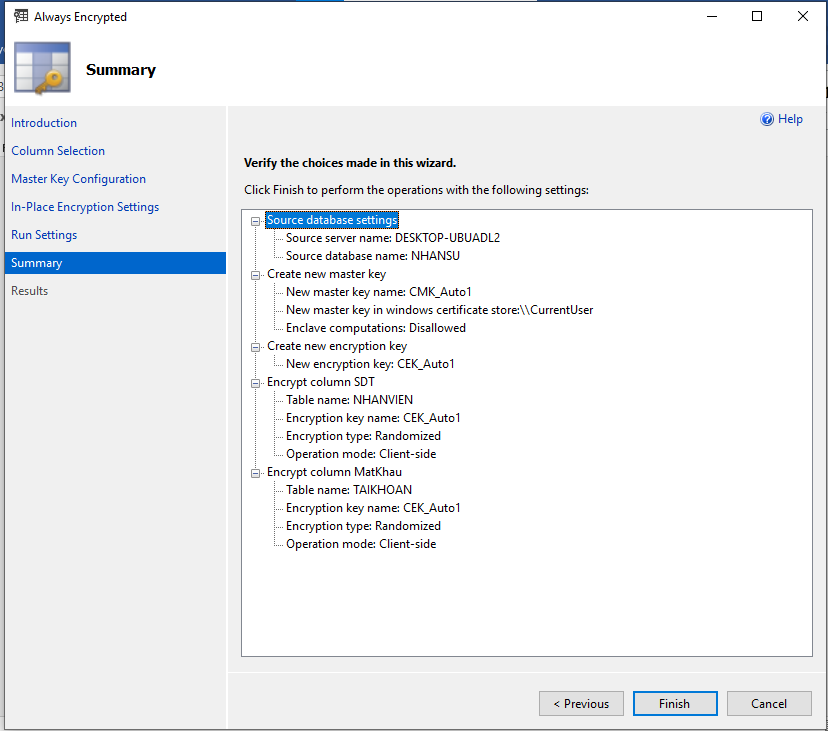 Always Encrypted
Summary
Introduction
Column Selection
Master Key Configuration
In-Place Encryption Settings
Run Settings
Summary
Results
Help
Verify the choices made in this wizard.
Click Finish to perform the operations with the following settings:
Source database settings
Source server name: DESKTOP-UBUADL2
Source database name: NHANSU
Create new master key
New master key name: CMK_Auto1
New master key in windows certificate store:\\CurrentUser
Enclave computations: Disallowed
Create new encryption key
New encryption key: CEK_Auto1
Encrypt column SDT
Table name: NHANVIEN
Encryption key name: CEK_Auto1
Encryption type: Randomized
Operation mode: Client-side
Encrypt column MatKhau
Table name: TAIKHOAN
Encryption key name: CEK_Auto1
Encryption type: Randomized
Operation mode: Client-side
< Previous
Finish
Cancel